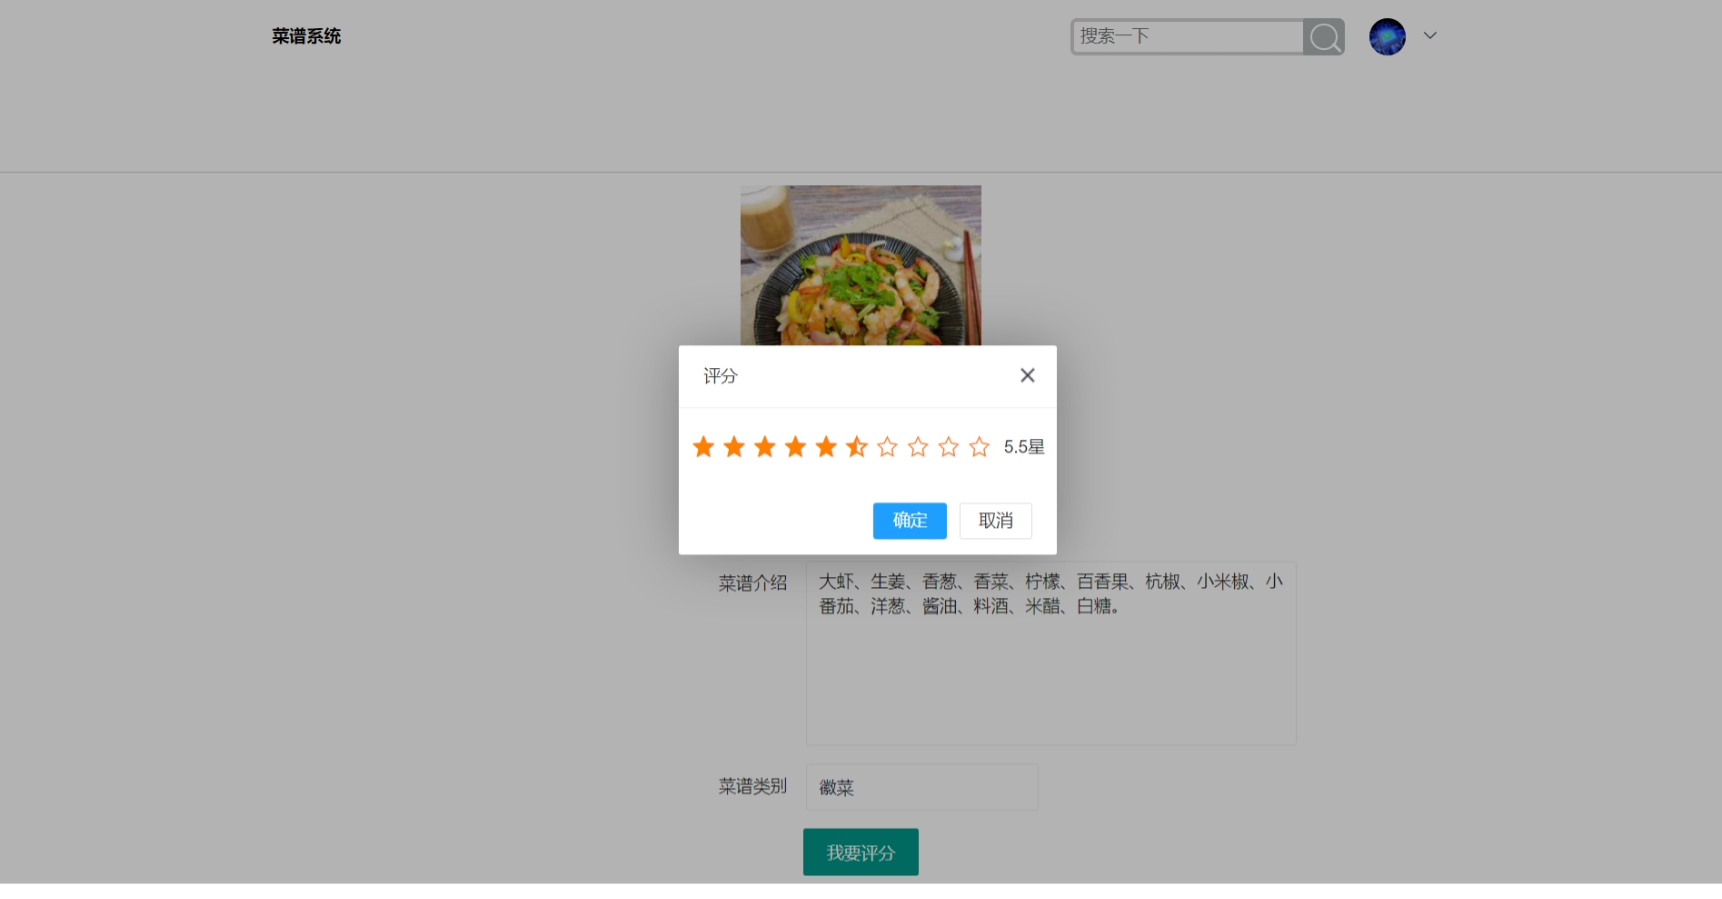 菜谱系统
搜索一下
评分
5.5星
确定
取消
菜谱介绍
大虾、生姜、香葱、香菜、柠檬、百香果、杭椒、小米椒、小
番茄、洋葱、酱油、料酒、米醋、白糖。
菜谱类别
徽菜
我要评分